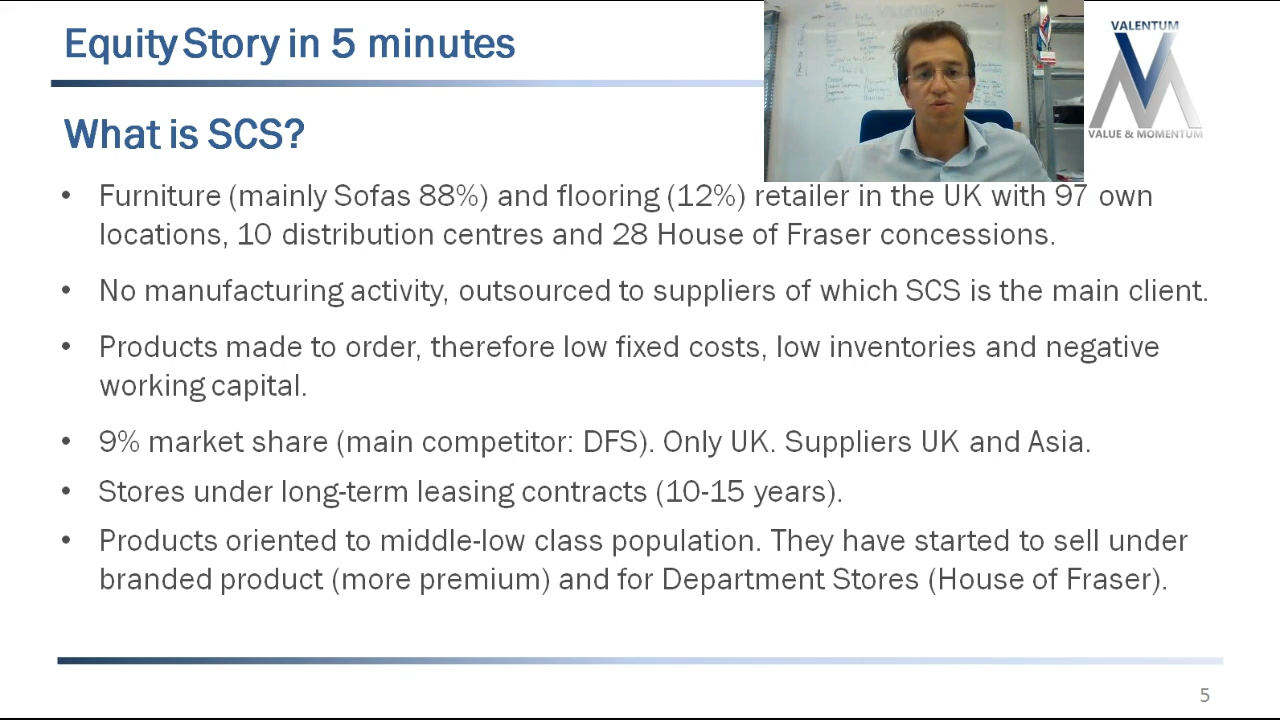 Equity Story in 5 minutes
VALENTUM
VALUE & MOMENTUM
What is SCS?
• Furniture (mainly Sofas 88%) and flooring (12%) retailer in the UK with 97 own
locations, 10 distribution centres and 28 House of Fraser concessions.
• No manufacturing activity, outsourced to suppliers of which SCS is the main client.
• Products made to order, therefore low fixed costs, low inventories and negative
working capital.
• 9% market share (main competitor: DFS). Only UK. Suppliers UK and Asia.
• Stores under long-term leasing contracts (10-15 years).
• Products oriented to middle-low class population. They have started to sell under
branded product (more premium) and for Department Stores (House of Fraser).
5